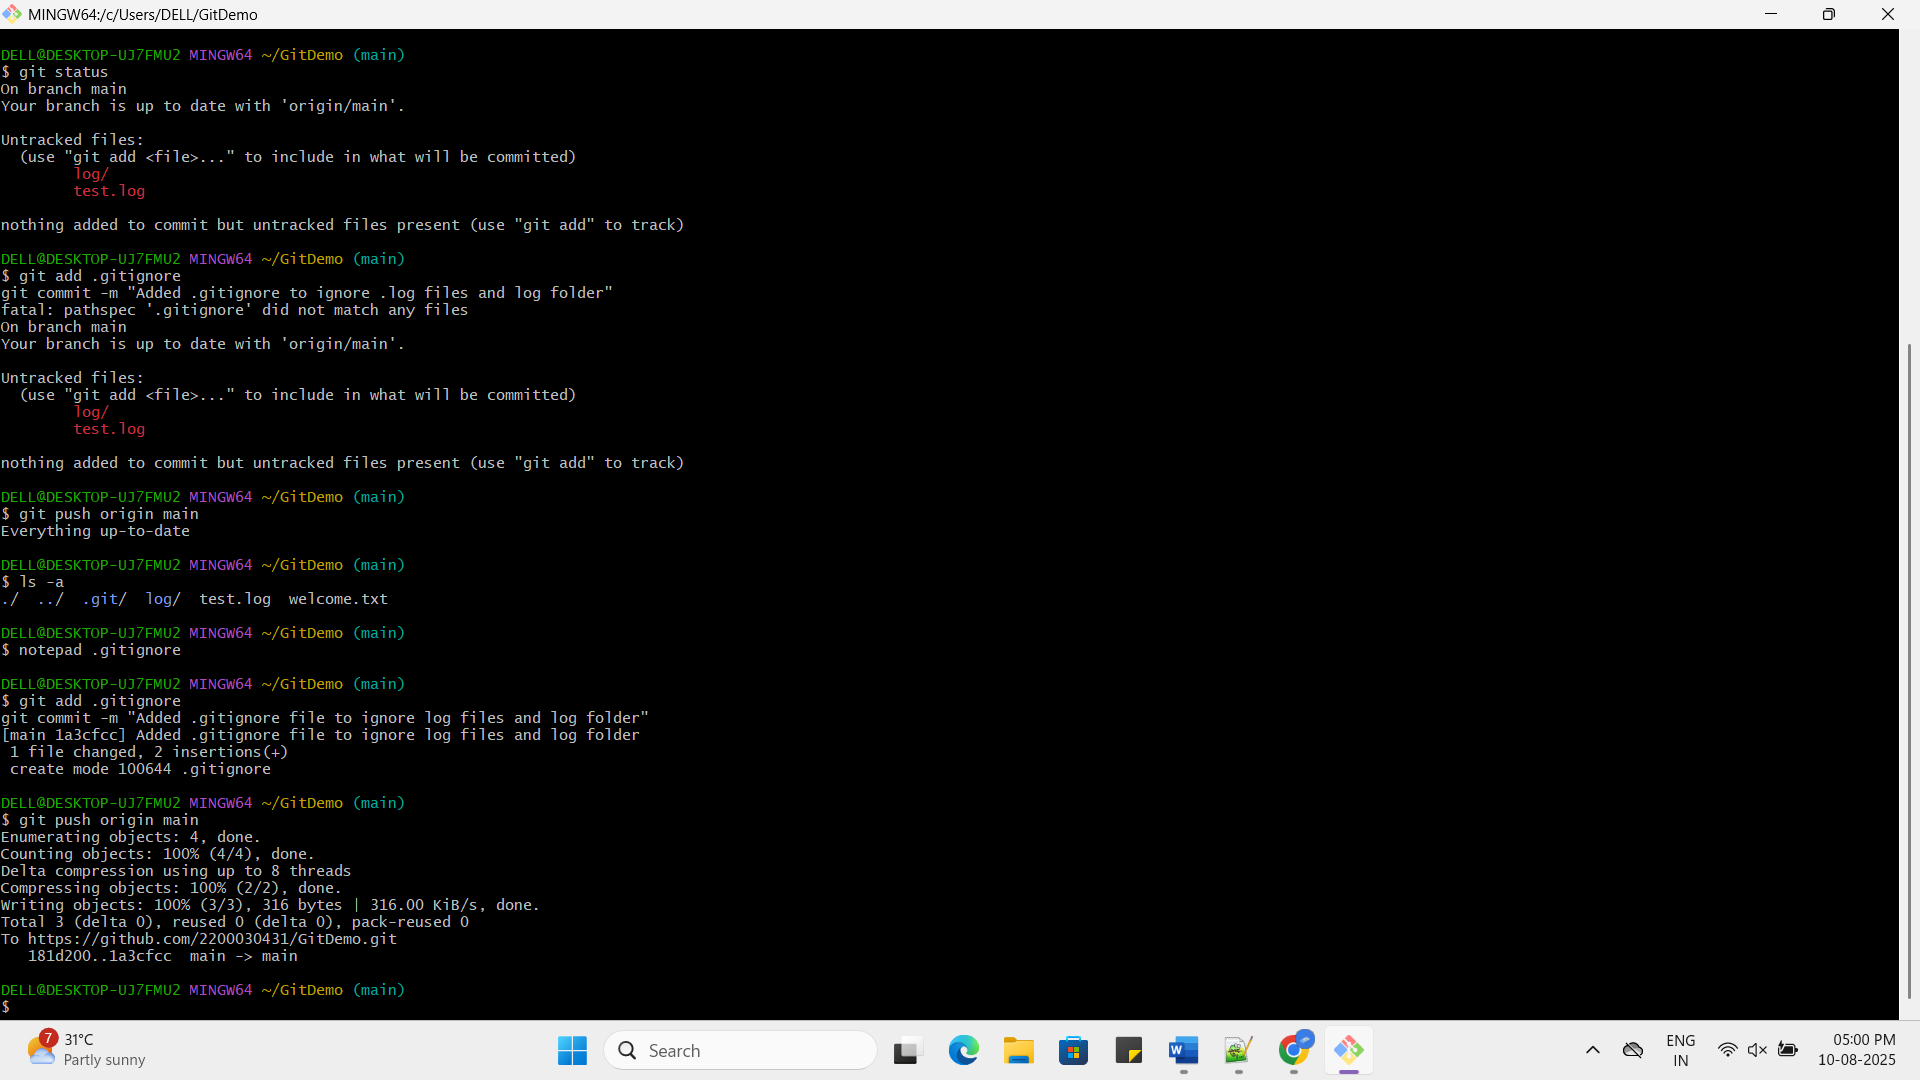 MINGW64:/c/Users/DELL/GitDemo
DELL@DESKTOP-UJ7FMU2 MINGW64 ~/GitDemo (main)
$ git status
On branch main
Your branch is up to date with 'origin/main'.
Untracked files:
(use "git add <file>..." to include in what will be committed)
log/
test.log
nothing added to commit but untracked files present (use "git add" to track)
DELL@DESKTOP-UJ7FMU2 MINGW64 ~/GitDemo (main)
$ git add .gitignore
git commit -m "Added .gitignore to ignore .log files and log folder"
fatal: pathspec '.gitignore' did not match any files
On branch main
Your branch is up to date with 'origin/main'.
Untracked files:
(use "git add <file>..." to include in what will be committed)
log/
test.log
nothing added to commit but untracked files present (use "git add" to track)
DELL@DESKTOP-UJ7FMU2 MINGW64 ~/GitDemo (main)
$ git push origin main
Everything up-to-date
DELL@DESKTOP-UJ7FMU2 MINGW64 ~/GitDemo (main)
$ ls -a
./ ../ .git/ log/ test.log welcome.txt
DELL@DESKTOP-UJ7FMU2 MINGW64 ~/GitDemo (main)
$ notepad .gitignore
DELL@DESKTOP-UJ7FMU2 MINGW64 ~/GitDemo (main)
$ git add .gitignore
git commit -m "Added .gitignore file to ignore log files and log folder"
[main 1a3cfcc] Added .gitignore file to ignore log files and log folder
1 file changed, 2 insertions(+)
create mode 100644 .gitignore
DELL@DESKTOP-UJ7FMU2 MINGW64 ~/GitDemo (main)
$ git push origin main
Enumerating objects: 4, done.
Counting objects: 100% (4/4), done.
Delta compression using up to 8 threads
Compressing objects: 100% (2/2), done.
Writing objects: 100% (3/3), 316 bytes | 316.00 KiB/s, done.
Total 3 (delta 0), reused 0 (delta 0), pack-reused 0
To https://github.com/2200030431/GitDemo.git
181d200..1a3cfcc main -> main
DELL@DESKTOP-UJ7FMU2 MINGW64 ~/GitDemo (main)
$
7
31°C
Partly sunny
Search
W
ENG
IN
05:00 PM
10-08-2025